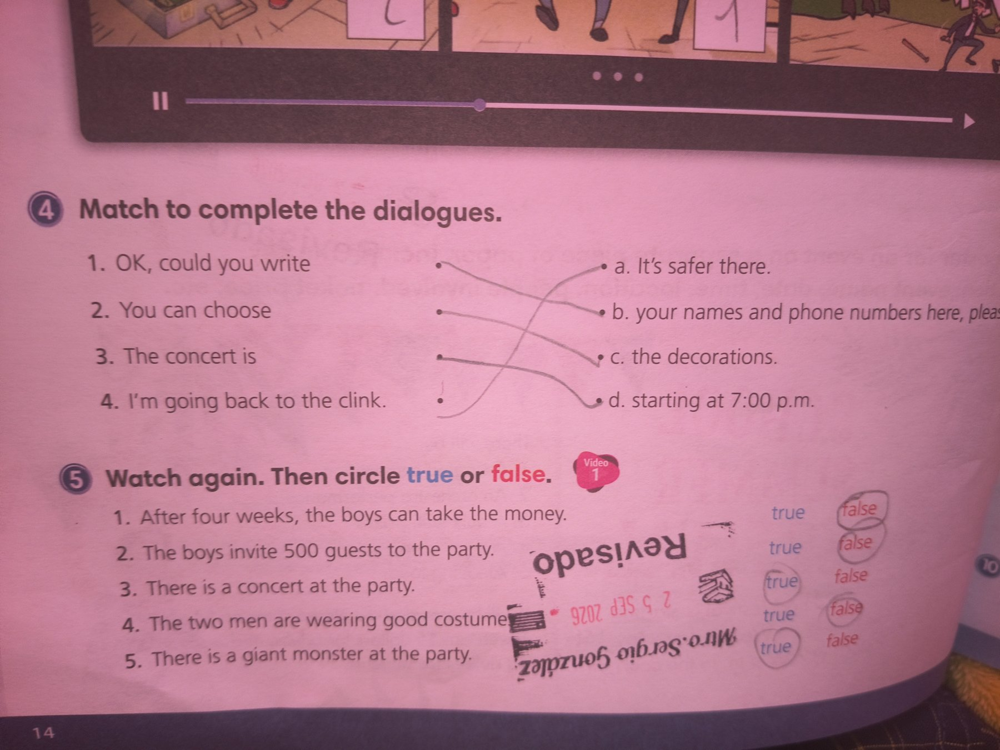 1
4 Match to complete the dialogues.
1. OK, could you write
a. It's safer there.
2. You can choose
b. your names and phone numbers here,
3. The concert is
c. the decorations.
4. I'm going back to the clink.
d. starting at 7:00 p.m.
5 Watch again. Then circle true or false.
Video
1
1. After four weeks, the boys can take the money. true false
2. The boys invite 500 guests to the party. true false
3. There is a concert at the party. true false
4. The two men are wearing good costume true false
5. There is a giant monster at the party. true false
Mtro. Sergio González
2 5 SEP 2026
Revisado
10
14